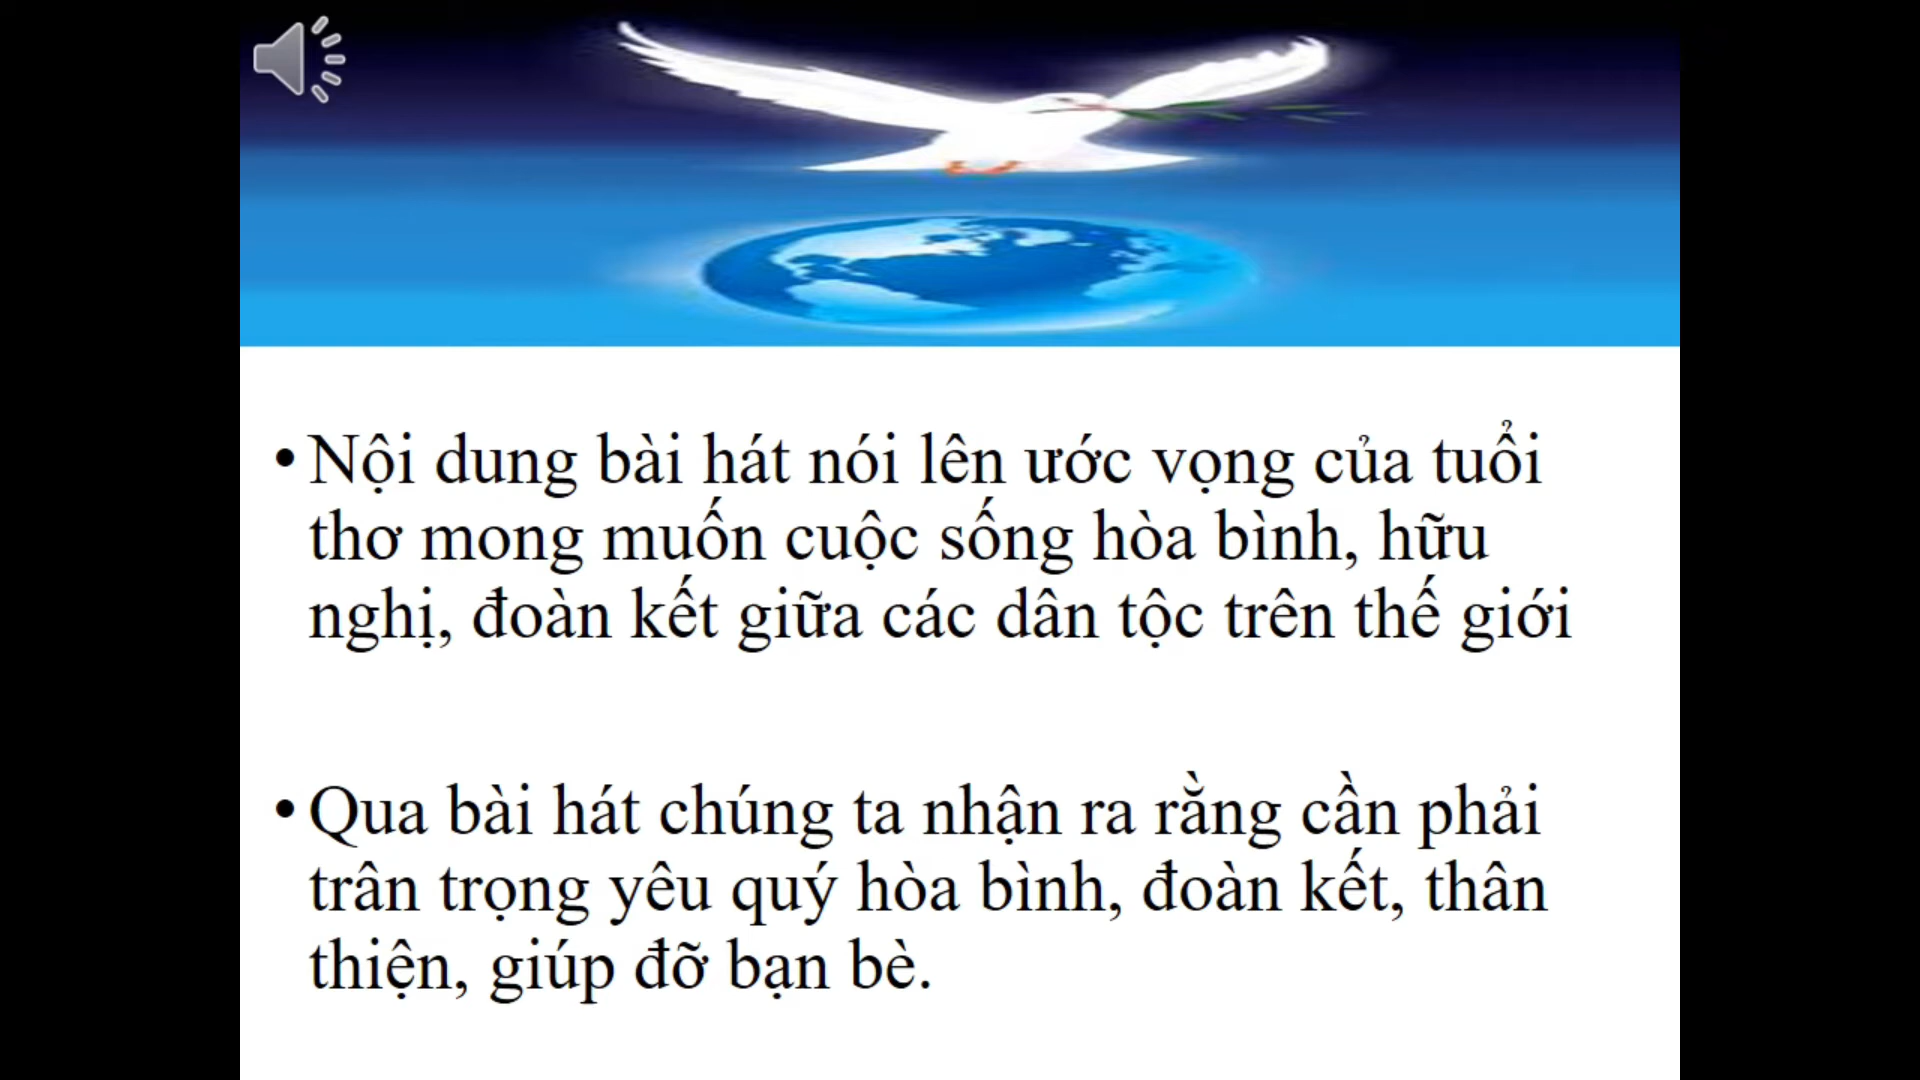 • Nội dung bài hát nói lên ước vọng của tuổi
thơ mong muốn cuộc sống hòa bình, hữu
nghị, đoàn kết giữa các dân tộc trên thế giới
• Qua bài hát chúng ta nhận ra rằng cần phải
trân trọng yêu quý hòa bình, đoàn kết, thân
thiện, giúp đỡ bạn bè.